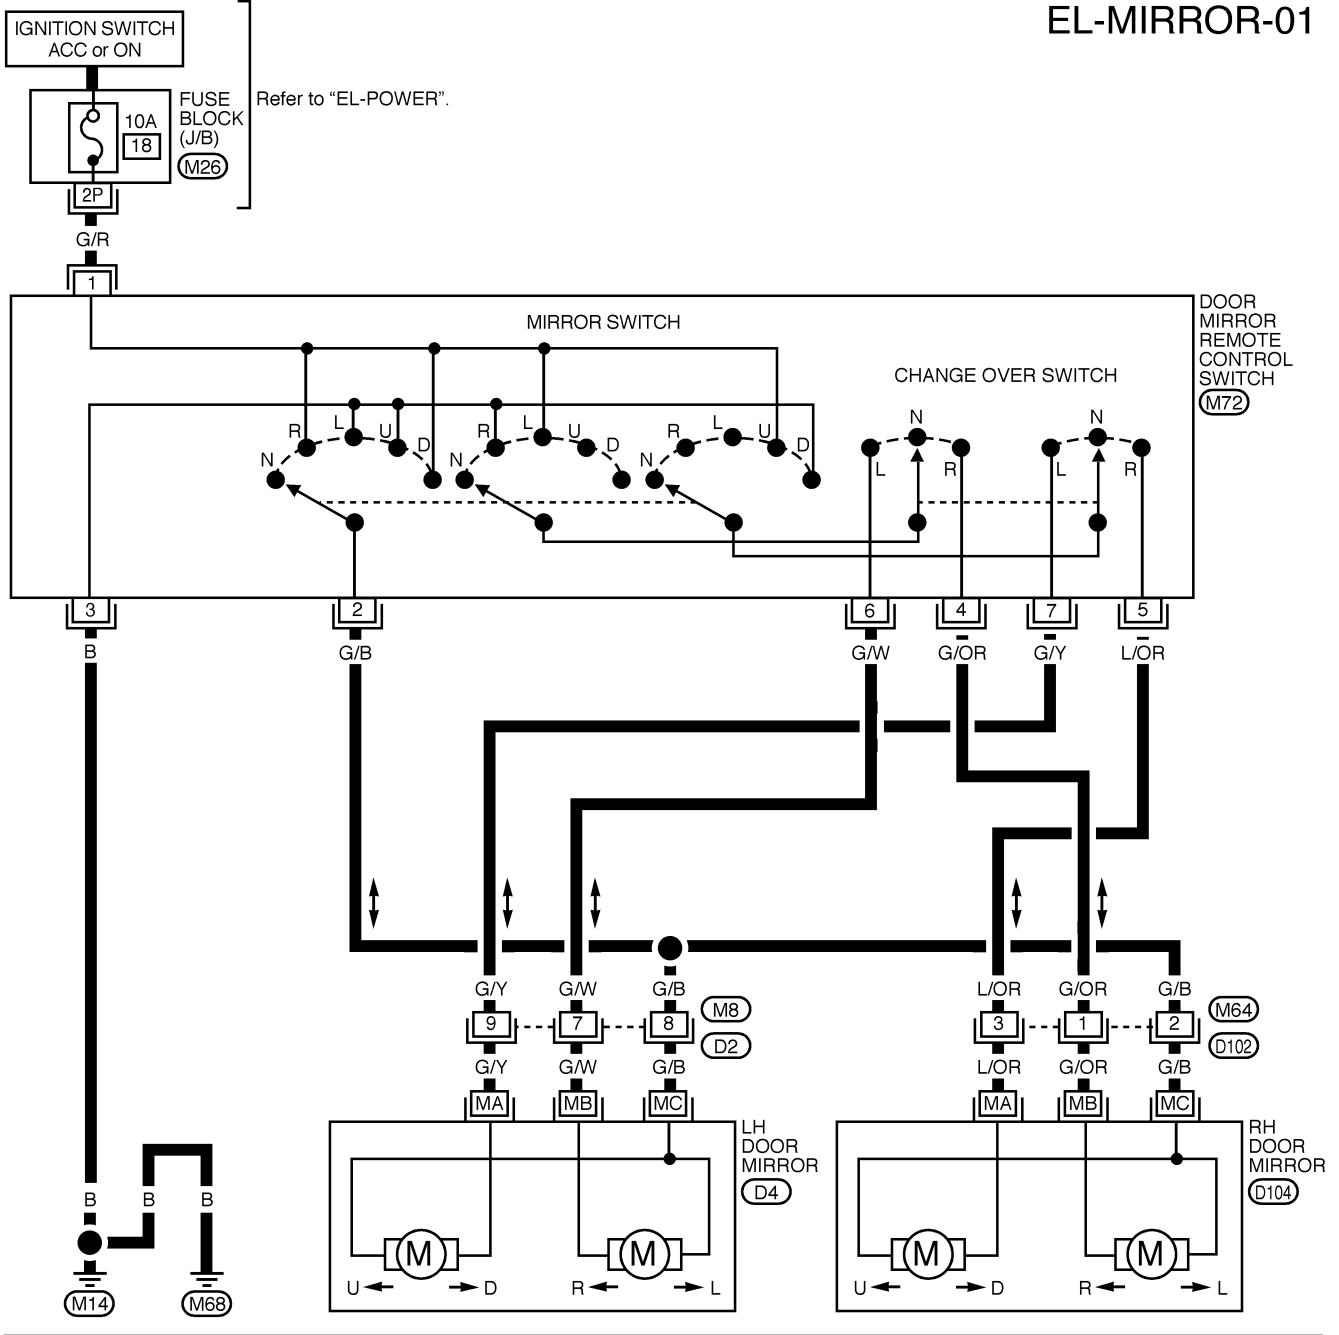 EL-MIRROR-01
IGNITION SWITCH
ACC or ON
Refer to “EL-POWER”.
FUSE
BLOCK
(J/B)
M26
10A
18
2P
G/R
1
DOOR
MIRROR
REMOTE
CONTROL
SWITCH
M72
MIRROR SWITCH
CHANGE OVER SWITCH
N R L U D
N R L U D
N R L U D
L N R
L N R
3 2 6 4 7 5
B G/B G/W G/OR G/Y L/OR
G/Y G/W G/B L/OR G/OR G/B
9 7 8 M8 3 1 2 M64
D2 D102
G/Y G/W G/B L/OR G/OR G/B
MA MB MC MA MB MC
LH
DOOR
MIRROR
D4
RH
DOOR
MIRROR
D104
B B B
M M M M
U D R L U D R L
M14 M68